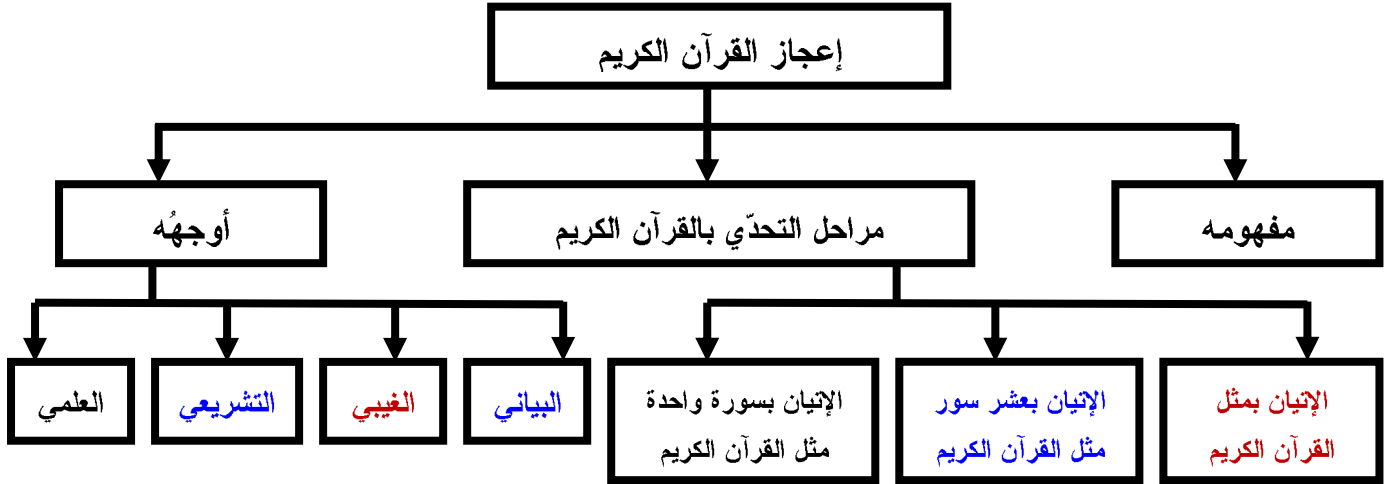 إعجاز القرآن الكريم
مفهومه
مراحل التحدّي بالقرآن الكريم
أوجهُه
الإتيان بمثل
القرآن الكريم
الإتيان بعشر سور
مثل القرآن الكريم
الإتيان بسورة واحدة
مثل القرآن الكريم
البياني
الغيبي
التشريعي
العلمي